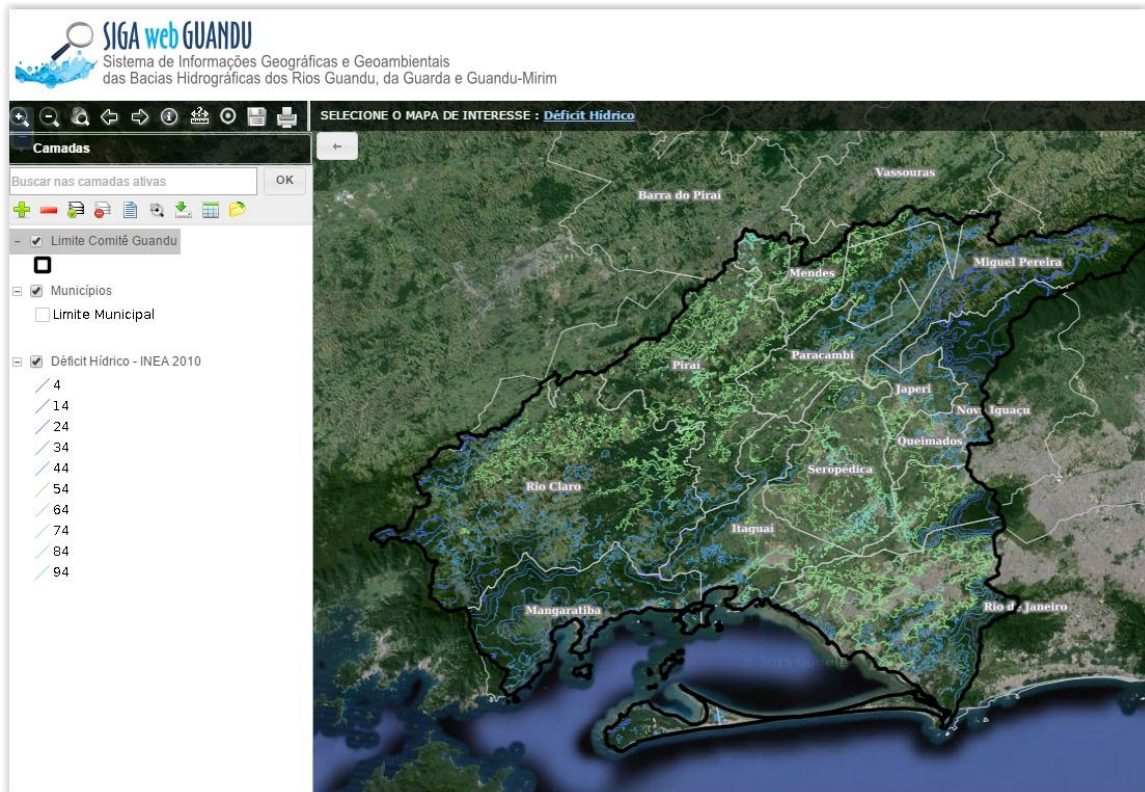 SIGA web GUANDU
Sistema de Informações Geográficas e Geoambientais
das Bacias Hidrográficas dos Rios Guandu, da Guarda e Guandu-Mirim
SELECIONE O MAPA DE INTERESSE : Déficit Hídrico
Camadas
Buscar nas camadas ativas
OK
Limite Comitê Guandu
Municípios
Limite Municipal
Déficit Hídrico - INEA 2010
4
14
24
34
44
54
64
74
84
94
Vassouras
Barra do Piraí
Miguel Pereira
Mendes
Paracambi
Piraí
Japeri
Nova Iguaçu
Queimados
Seropédica
Rio Claro
Itaguaí
Mangaratiba
Rio de Janeiro